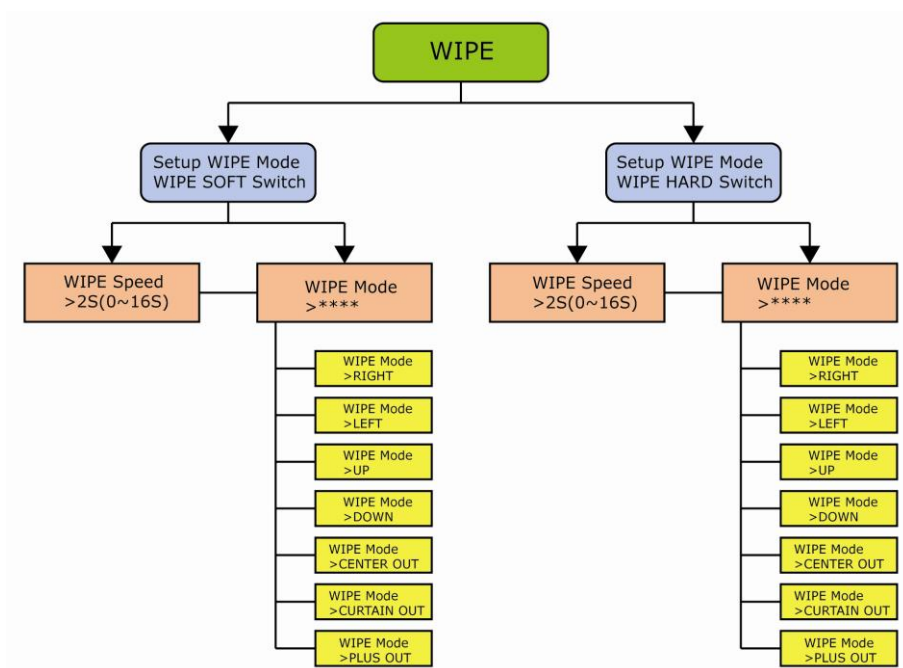 WIPE
Setup WIPE Mode
WIPE SOFT Switch
Setup WIPE Mode
WIPE HARD Switch
WIPE Speed
>2S(0~16S)
WIPE Mode
>****
WIPE Speed
>2S(0~16S)
WIPE Mode
>****
WIPE Mode
>RIGHT
WIPE Mode
>LEFT
WIPE Mode
>UP
WIPE Mode
>DOWN
WIPE Mode
>CENTER OUT
WIPE Mode
>CURTAIN OUT
WIPE Mode
>PLUS OUT
WIPE Mode
>RIGHT
WIPE Mode
>LEFT
WIPE Mode
>UP
WIPE Mode
>DOWN
WIPE Mode
>CENTER OUT
WIPE Mode
>CURTAIN OUT
WIPE Mode
>PLUS OUT